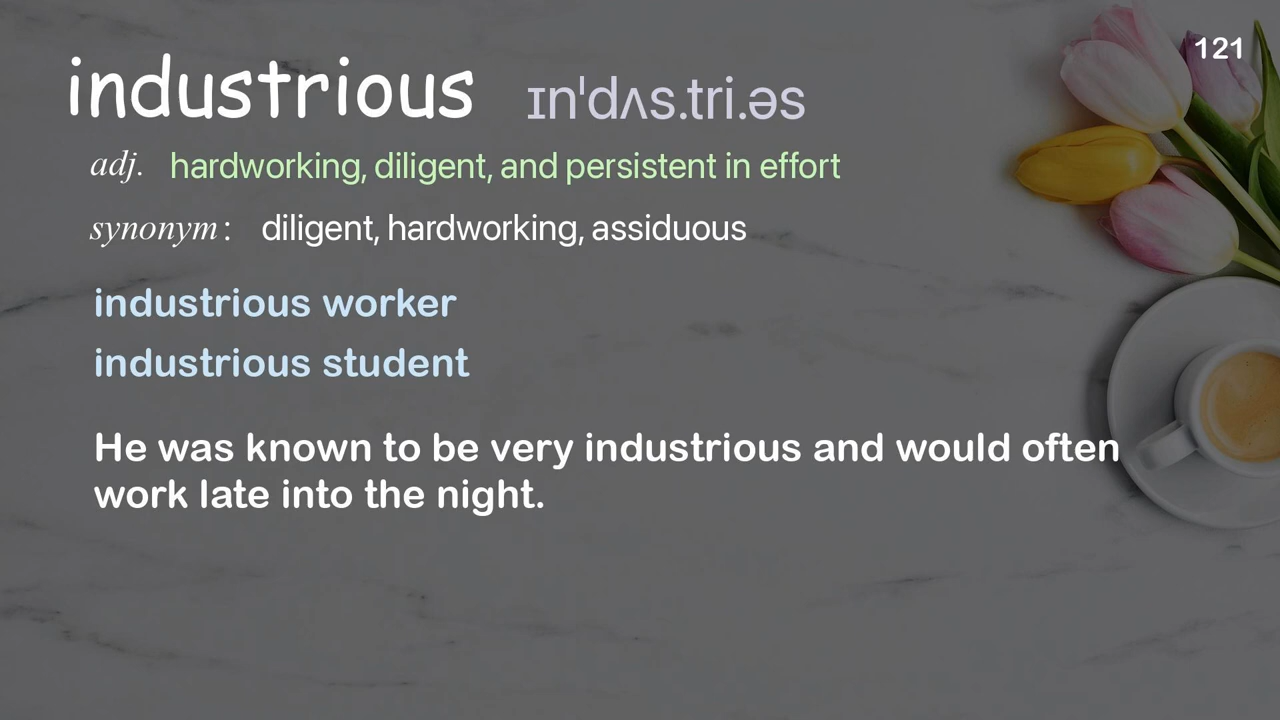 121
industrious ɪnˈdʌs.tri.əs
adj. hardworking, diligent, and persistent in effort
synonym: diligent, hardworking, assiduous
industrious worker
industrious student
He was known to be very industrious and would often
work late into the night.